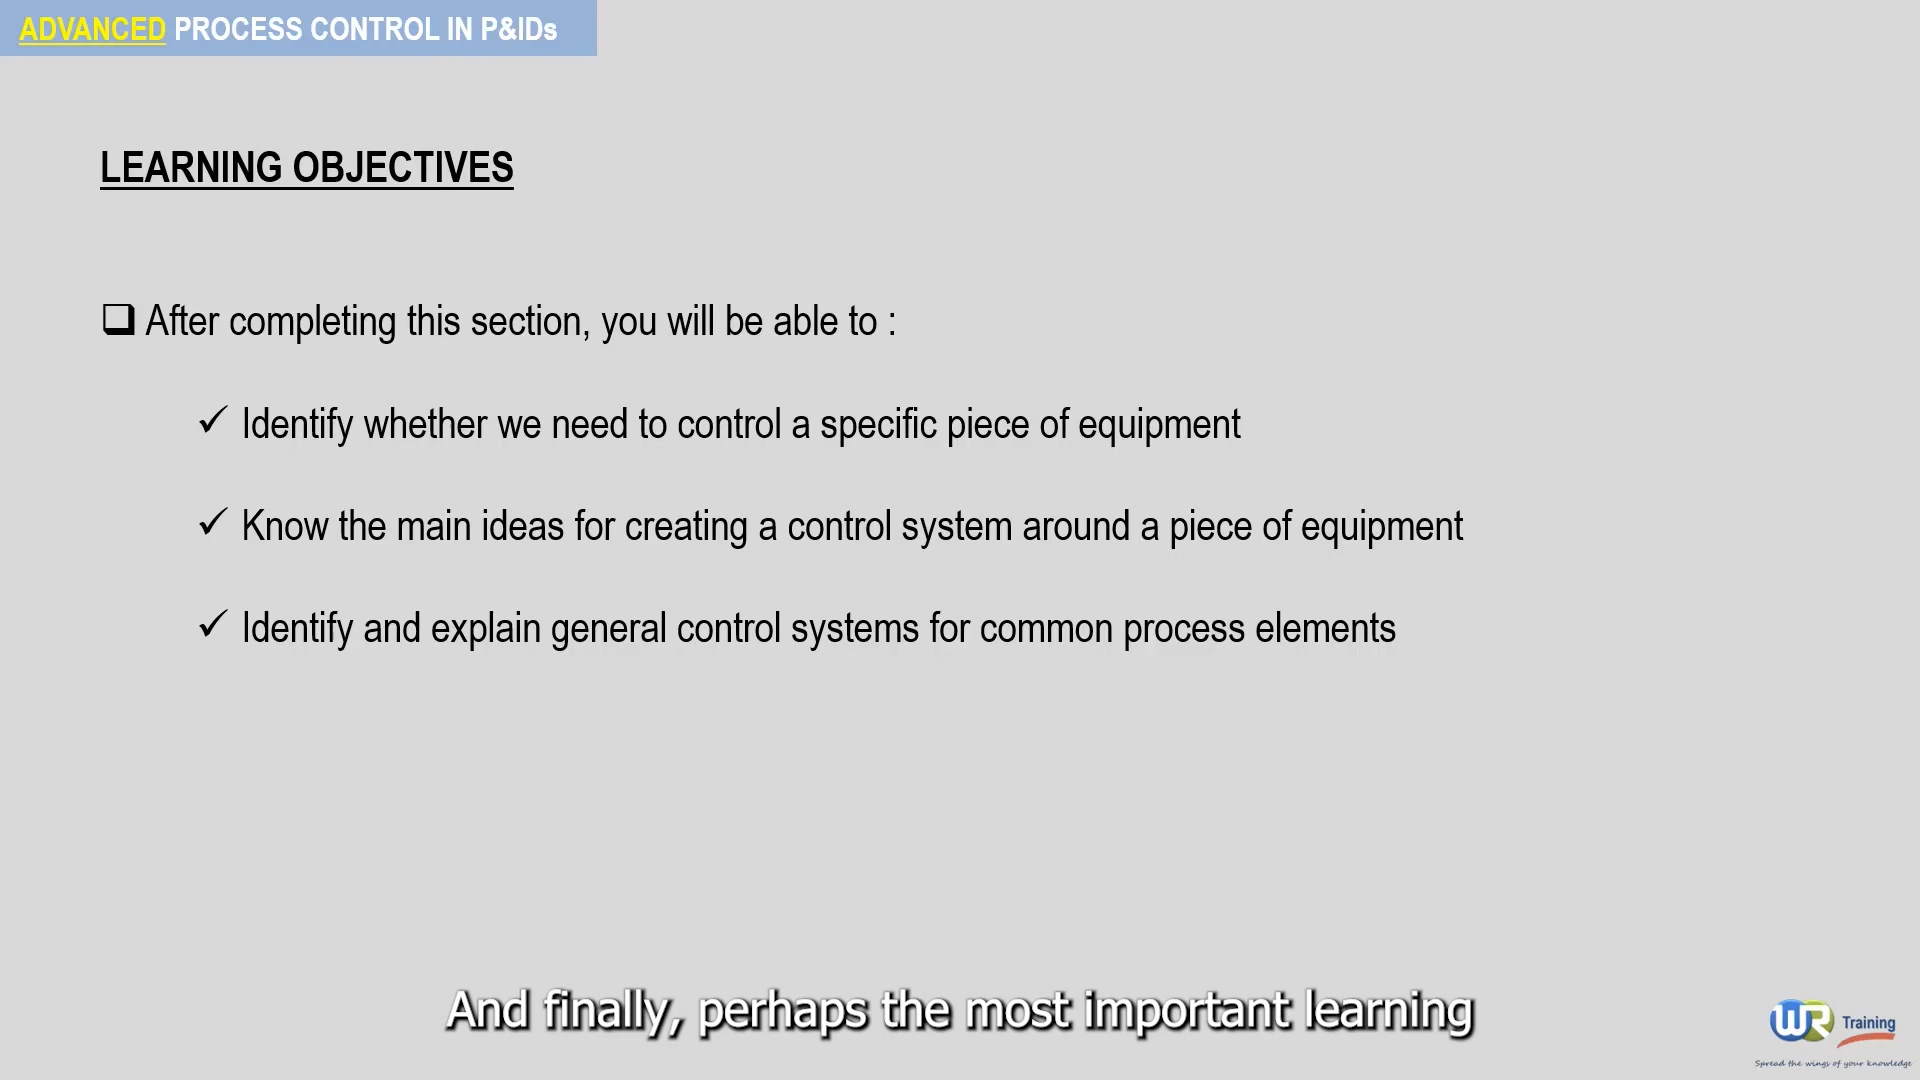 ADVANCED PROCESS CONTROL IN P&IDs
LEARNING OBJECTIVES
After completing this section, you will be able to :
Identify whether we need to control a specific piece of equipment
Know the main ideas for creating a control system around a piece of equipment
Identify and explain general control systems for common process elements
And finally, perhaps the most important learning
WR Training
Spread the wings of your knowledge